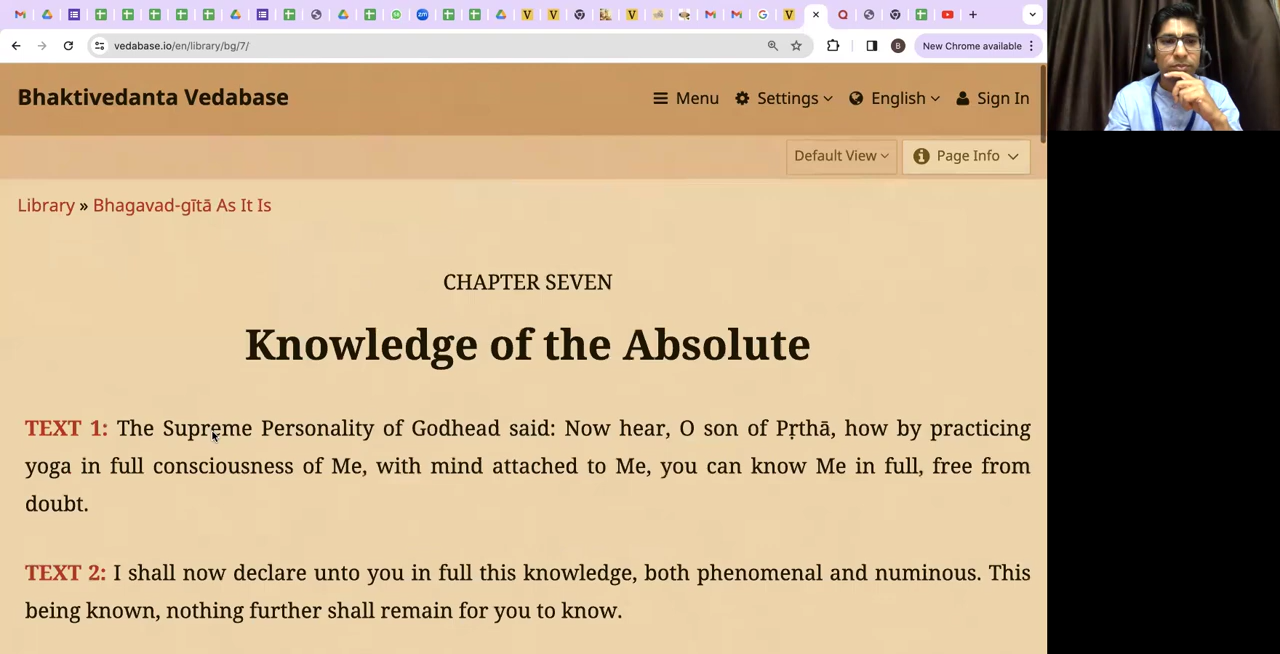 vedabase.io/en/library/bg/7/
New Chrome available
Bhaktivedanta Vedabase
Menu Settings English Sign In
Default View Page Info
Library » Bhagavad-gītā As It Is
CHAPTER SEVEN
Knowledge of the Absolute
TEXT 1: The Supreme Personality of Godhead said: Now hear, O son of Pṛthā, how by practicing
yoga in full consciousness of Me, with mind attached to Me, you can know Me in full, free from
doubt.
TEXT 2: I shall now declare unto you in full this knowledge, both phenomenal and numinous. This
being known, nothing further shall remain for you to know.